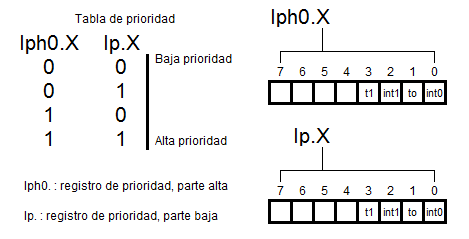 Tabla de prioridad
Iph0.X Ip.X
0 0 Baja prioridad
0 1
1 0
1 1 Alta prioridad
Iph0. : registro de prioridad, parte alta
Ip. : registro de prioridad, parte baja
Iph0.X
7 6 5 4 3 2 1 0
t1 int1 to int0
Ip.X
7 6 5 4 3 2 1 0
t1 int1 to int0